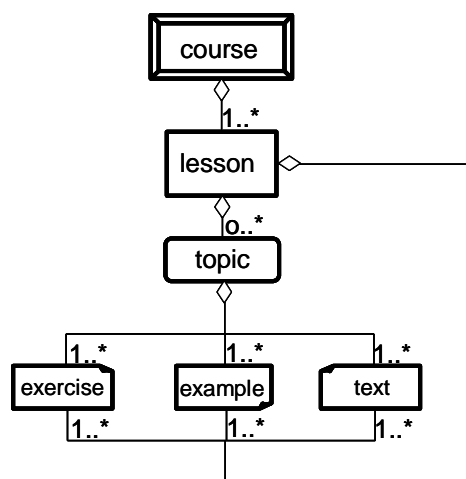 course
1..*
lesson
o..*
topic
1..* 1..* 1..*
exercise example text
1..* 1..* 1..*